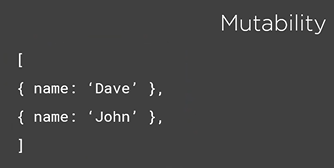 Mutability
[
{ name: ‘Dave’ },
{ name: ‘John’ },
]